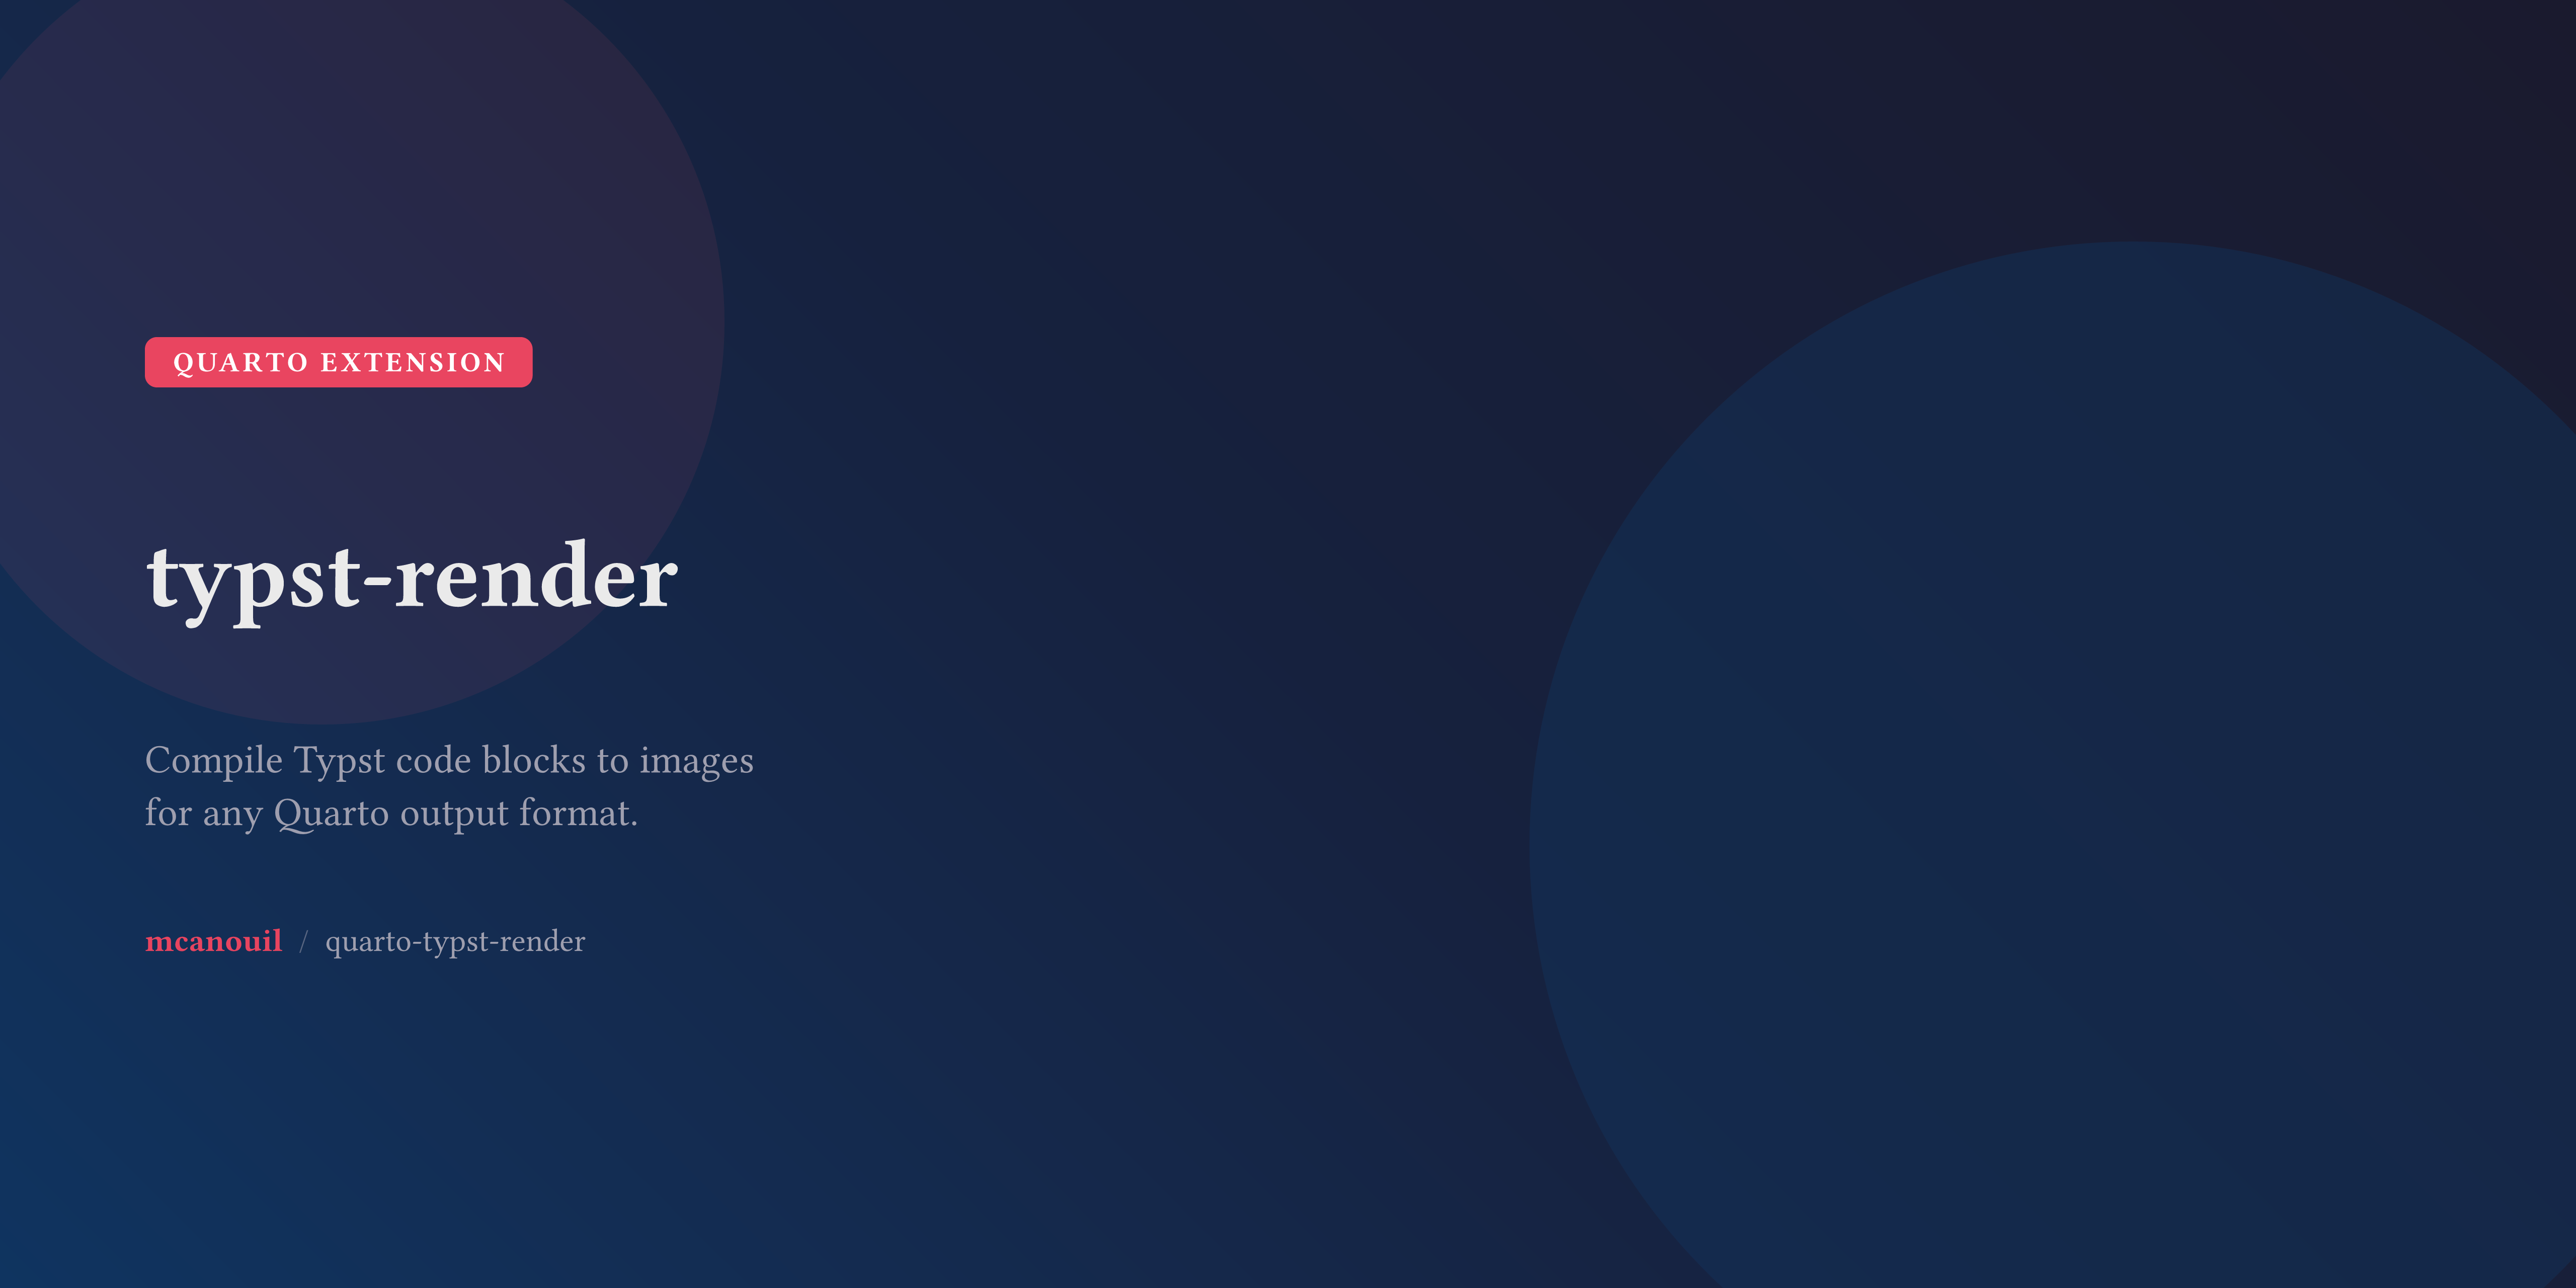 QUARTO EXTENSION
typst-render
Compile Typst code blocks to images
for any Quarto output format.
mcanouil / quarto-typst-render